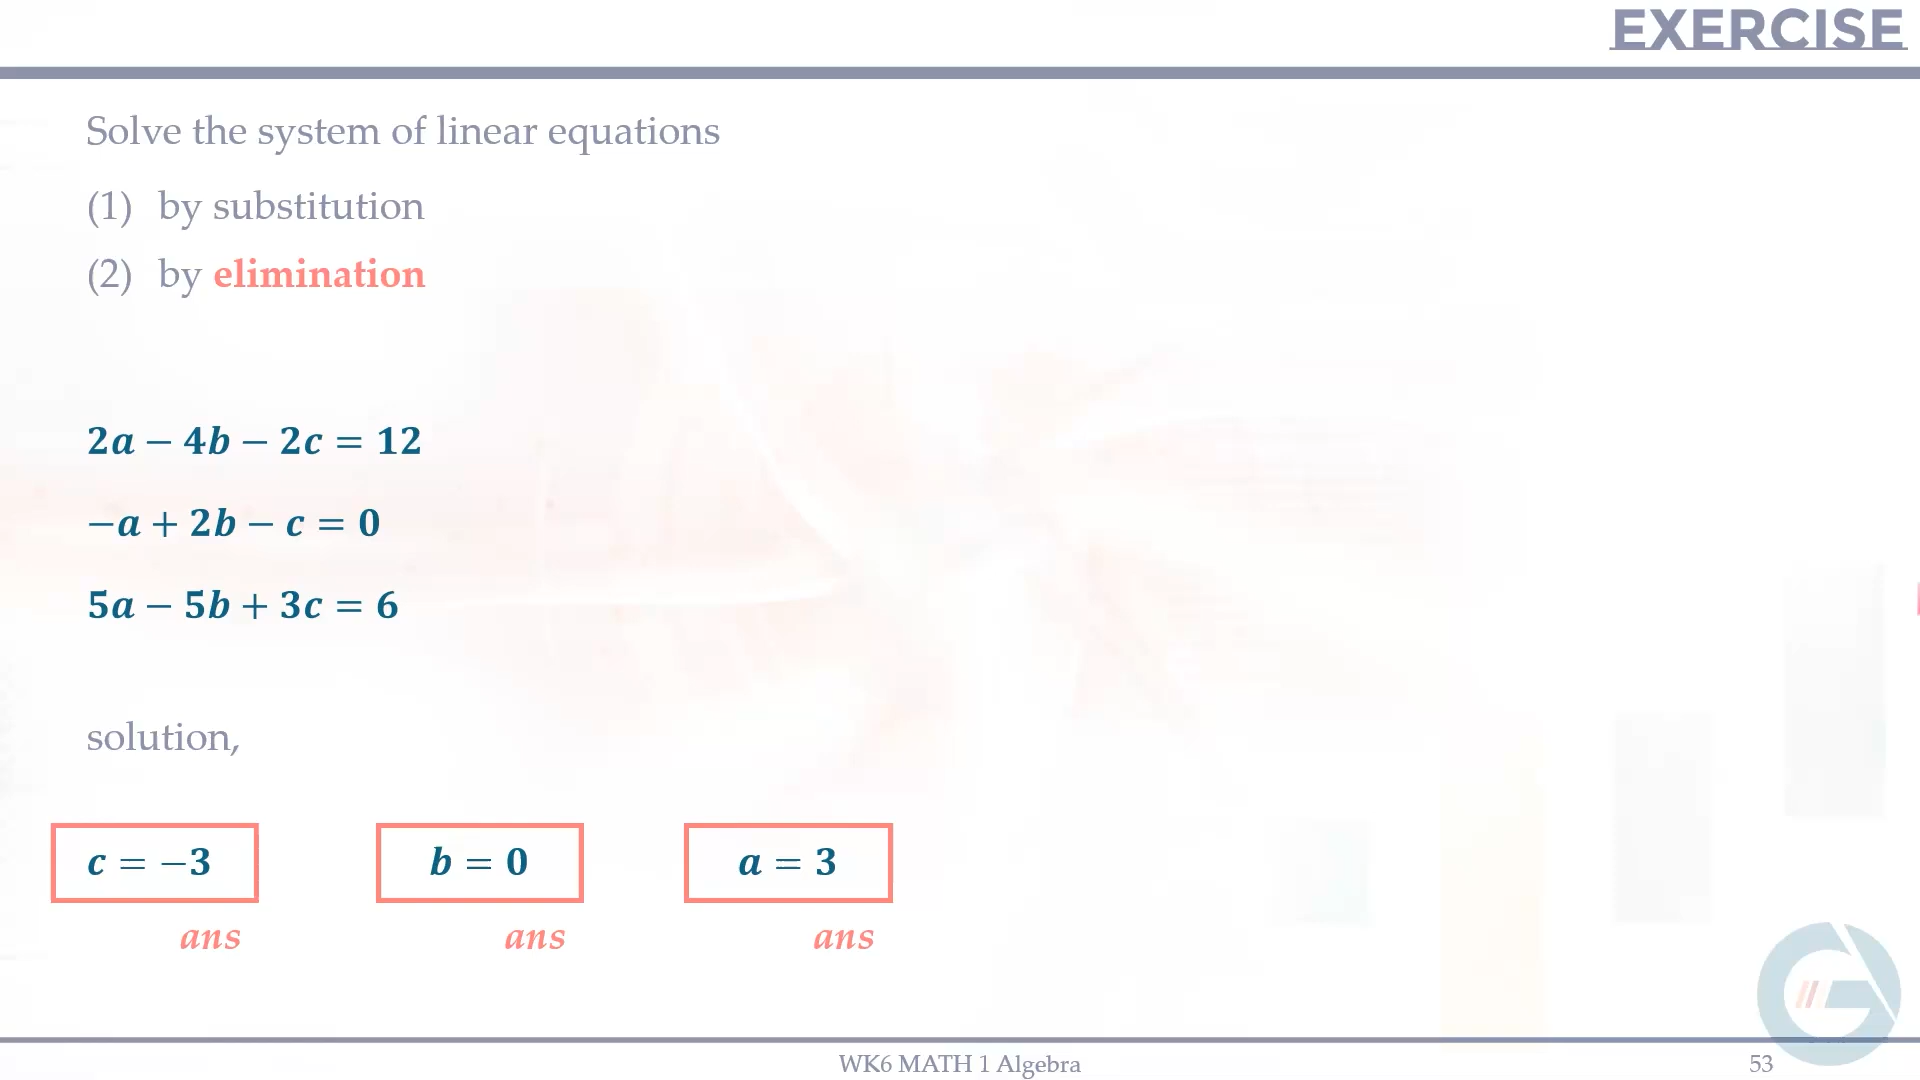 EXERCISE
Solve the system of linear equations
(1) by substitution
(2) by elimination
2a − 4b − 2c = 12
−a + 2b − c = 0
5a − 5b + 3c = 6
solution,
c = −3 b = 0 a = 3
ans ans ans
WK6 MATH 1 Algebra 53